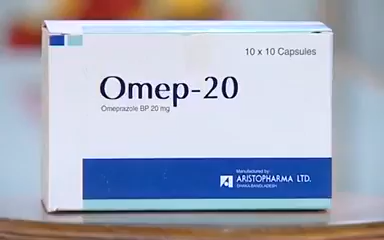 10 x 10 Capsules
Omep-20
Omeprazole BP 20 mg
Manufactured by
ARISTOPHARMA LTD.
DHAKA-BANGLADESH